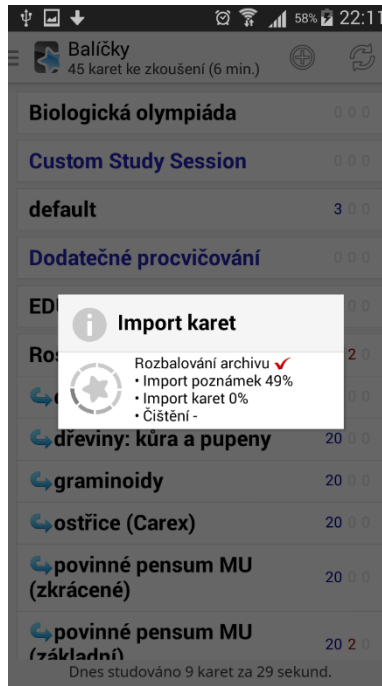 58% 22:11
Balíčky
45 karet ke zkoušení (6 min.)
Biologická olympiáda 0 0 0
Custom Study Session 0 0 0
default 3 0 0
Dodatečné procvičování 0 0 0
ED 0 0
Import karet
Ros 2 0
Rozbalování archivu
• Import poznámek 49%
• Import karet 0%
• Čištění -
0 0
dřeviny: kůra a pupeny 20 0 0
graminoidy 20 0 0
ostřice (Carex) 20 0 0
povinné pensum MU
(zkrácené) 20 0 0
povinné pensum MU
(základní) 20 2 0
Dnes studováno 9 karet za 29 sekund.